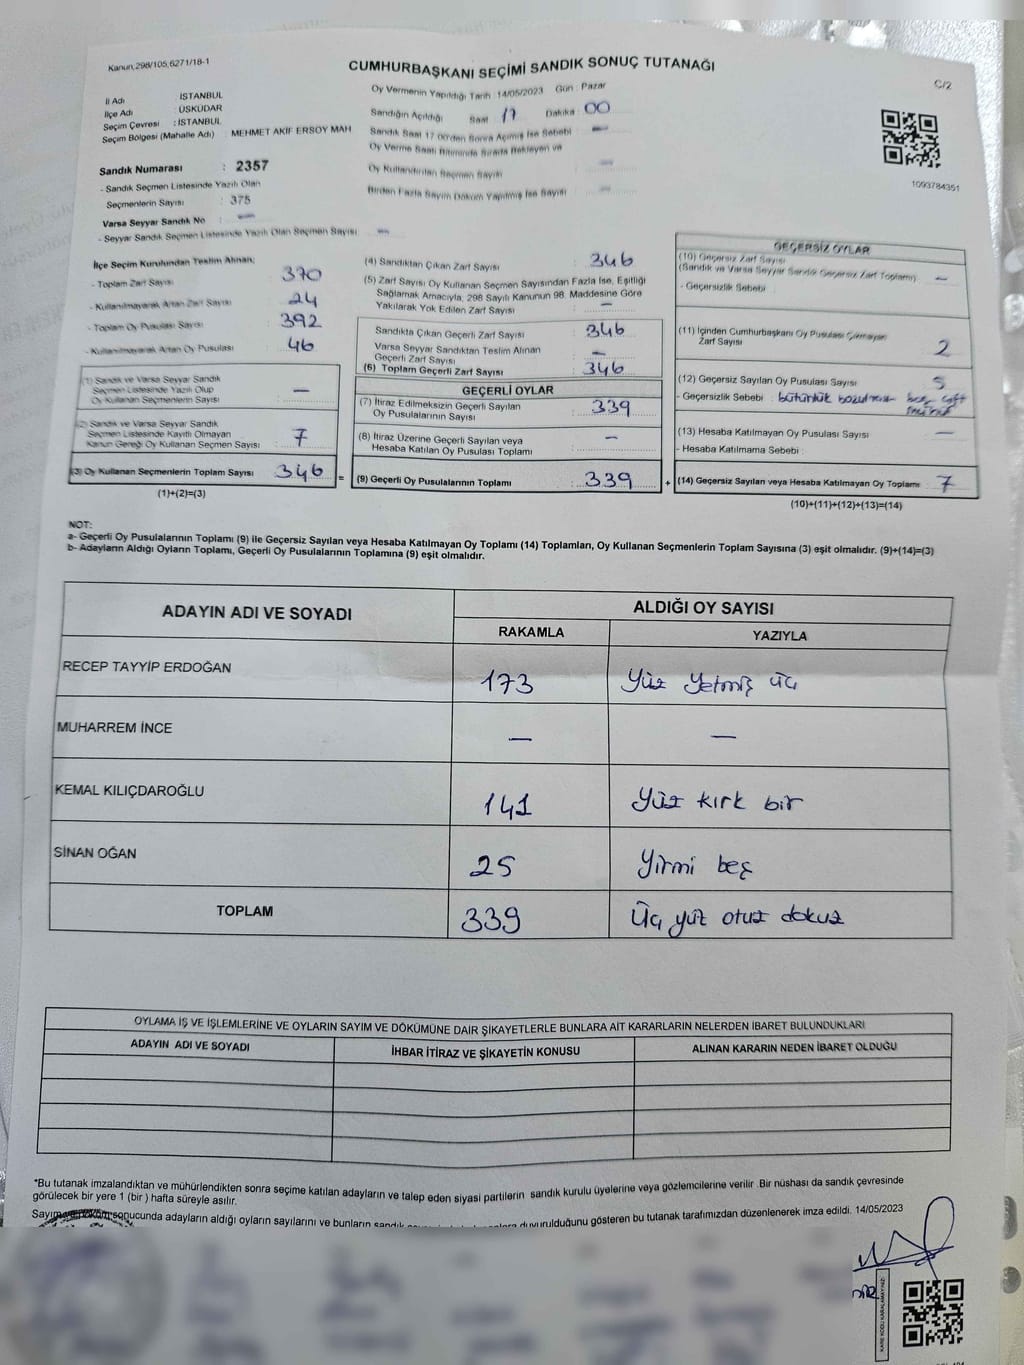 Kanun,298/105,6271/18-1
CUMHURBAŞKANI SEÇİMİ SANDIK SONUÇ TUTANAĞI
C/2
İl Adı : İSTANBUL
İlçe Adı : ÜSKÜDAR
Seçim Çevresi : İSTANBUL
Seçim Bölgesi (Mahalle Adı) : MEHMET AKİF ERSOY MAH
Oy Vermenin Yapıldığı Tarih : 14/05/2023 Gün : Pazar
Sandığın Açıldığı Saat 17 Dakika 00
Sandık Saat 17:00'den Sonra Açılmış İse Sebebi —
Oy Verme Saati Bitiminde Sırada Bekleyen ve
Oy Kullandırılan Seçmen Sayısı —
Birden Fazla Sayım Döküm Yapılmış İse Sayısı —
1093784351
Sandık Numarası : 2357
- Sandık Seçmen Listesinde Yazılı Olan
Seçmenlerin Sayısı : 375
Varsa Seyyar Sandık No : —
- Seyyar Sandık Seçmen Listesinde Yazılı Olan Seçmen Sayısı : —
İlçe Seçim Kurulundan Teslim Alınan;
- Toplam Zarf Sayısı : 370
- Kullanılmayarak Artan Zarf Sayısı : 24
- Toplam Oy Pusulası Sayısı : 392
- Kullanılmayarak Artan Oy Pusulası : 46
(1) Sandık ve Varsa Seyyar Sandık
Seçmen Listesinde Yazılı Olup
Oy Kullanan Seçmenlerin Sayısı : —
(2) Sandık ve Varsa Seyyar Sandık
Seçmen Listesinde Kayıtlı Olmayan
Kanun Gereği Oy Kullanan Seçmen Sayısı : 7
(3) Oy Kullanan Seçmenlerin Toplam Sayısı : 346
(1)+(2)=(3)
(4) Sandıktan Çıkan Zarf Sayısı : 346
(5) Zarf Sayısı Oy Kullanan Seçmen Sayısından Fazla İse, Eşitliği
Sağlamak Amacıyla, 298 Sayılı Kanunun 98. Maddesine Göre
Yakılarak Yok Edilen Zarf Sayısı : —
Sandıkta Çıkan Geçerli Zarf Sayısı : 346
Varsa Seyyar Sandıktan Teslim Alınan
Geçerli Zarf Sayısı : —
(6) Toplam Geçerli Zarf Sayısı : 346
GEÇERLİ OYLAR
(7) İtiraz Edilmeksizin Geçerli Sayılan
Oy Pusulalarının Sayısı : 339
(8) İtiraz Üzerine Geçerli Sayılan veya
Hesaba Katılan Oy Pusulası Toplamı : —
= (9) Geçerli Oy Pusulalarının Toplamı : 339 +
GEÇERSİZ OYLAR
(10) Geçersiz Zarf Sayısı
(Sandık ve Varsa Seyyar Sandık Geçersiz Zarf Toplamı) : —
- Geçersizlik Sebebi :
(11) İçinden Cumhurbaşkanı Oy Pusulası Çıkmayan
Zarf Sayısı : 2
(12) Geçersiz Sayılan Oy Pusulası Sayısı : 5
- Geçersizlik Sebebi : bütünlük çift
mühür
(13) Hesaba Katılmayan Oy Pusulası Sayısı : —
- Hesaba Katılmama Sebebi :
(14) Geçersiz Sayılan veya Hesaba Katılmayan Oy Toplamı : 7
(10)+(11)+(12)+(13)=(14)
NOT:
a- Geçerli Oy Pusulalarının Toplamı (9) ile Geçersiz Sayılan veya Hesaba Katılmayan Oy Toplamı (14) Toplamları, Oy Kullanan Seçmenlerin Toplam Sayısına (3) eşit olmalıdır. (9)+(14)=(3)
b- Adayların Aldığı Oyların Toplamı, Geçerli Oy Pusulalarının Toplamına (9) eşit olmalıdır.
ADAYIN ADI VE SOYADI ALDIĞI OY SAYISI
RAKAMLA YAZIYLA
RECEP TAYYİP ERDOĞAN 173 Yüz Yetmiş üç
MUHARREM İNCE — —
KEMAL KILIÇDAROĞLU 141 Yüz kırk bir
SİNAN OĞAN 25 Yirmi beş
TOPLAM 339 Üç yüz otuz dokuz
OYLAMA İŞ VE İŞLEMLERİNE VE OYLARIN SAYIM VE DÖKÜMÜNE DAİR ŞİKAYETLERLE BUNLARA AİT KARARLARIN NELERDEN İBARET BULUNDUKLARI
ADAYIN ADI VE SOYADI İHBAR İTİRAZ VE ŞİKAYETİN KONUSU ALINAN KARARIN NEDEN İBARET OLDUĞU
*Bu tutanak imzalandıktan ve mühürlendikten sonra seçime katılan adayların ve talep eden siyasi partilerin sandık kurulu üyelerine veya gözlemcilerine verilir .Bir nüshası da sandık çevresinde
görülecek bir yere 1 (bir ) hafta süreyle asılır.
Sayım sonucunda adayların aldığı oyların sayılarını ve bunların duyurulduğunu gösteren bu tutanak tarafımızdan düzenlenerek imza edildi. 14/05/2023
KARE KODU KARALAMAYINIZ!